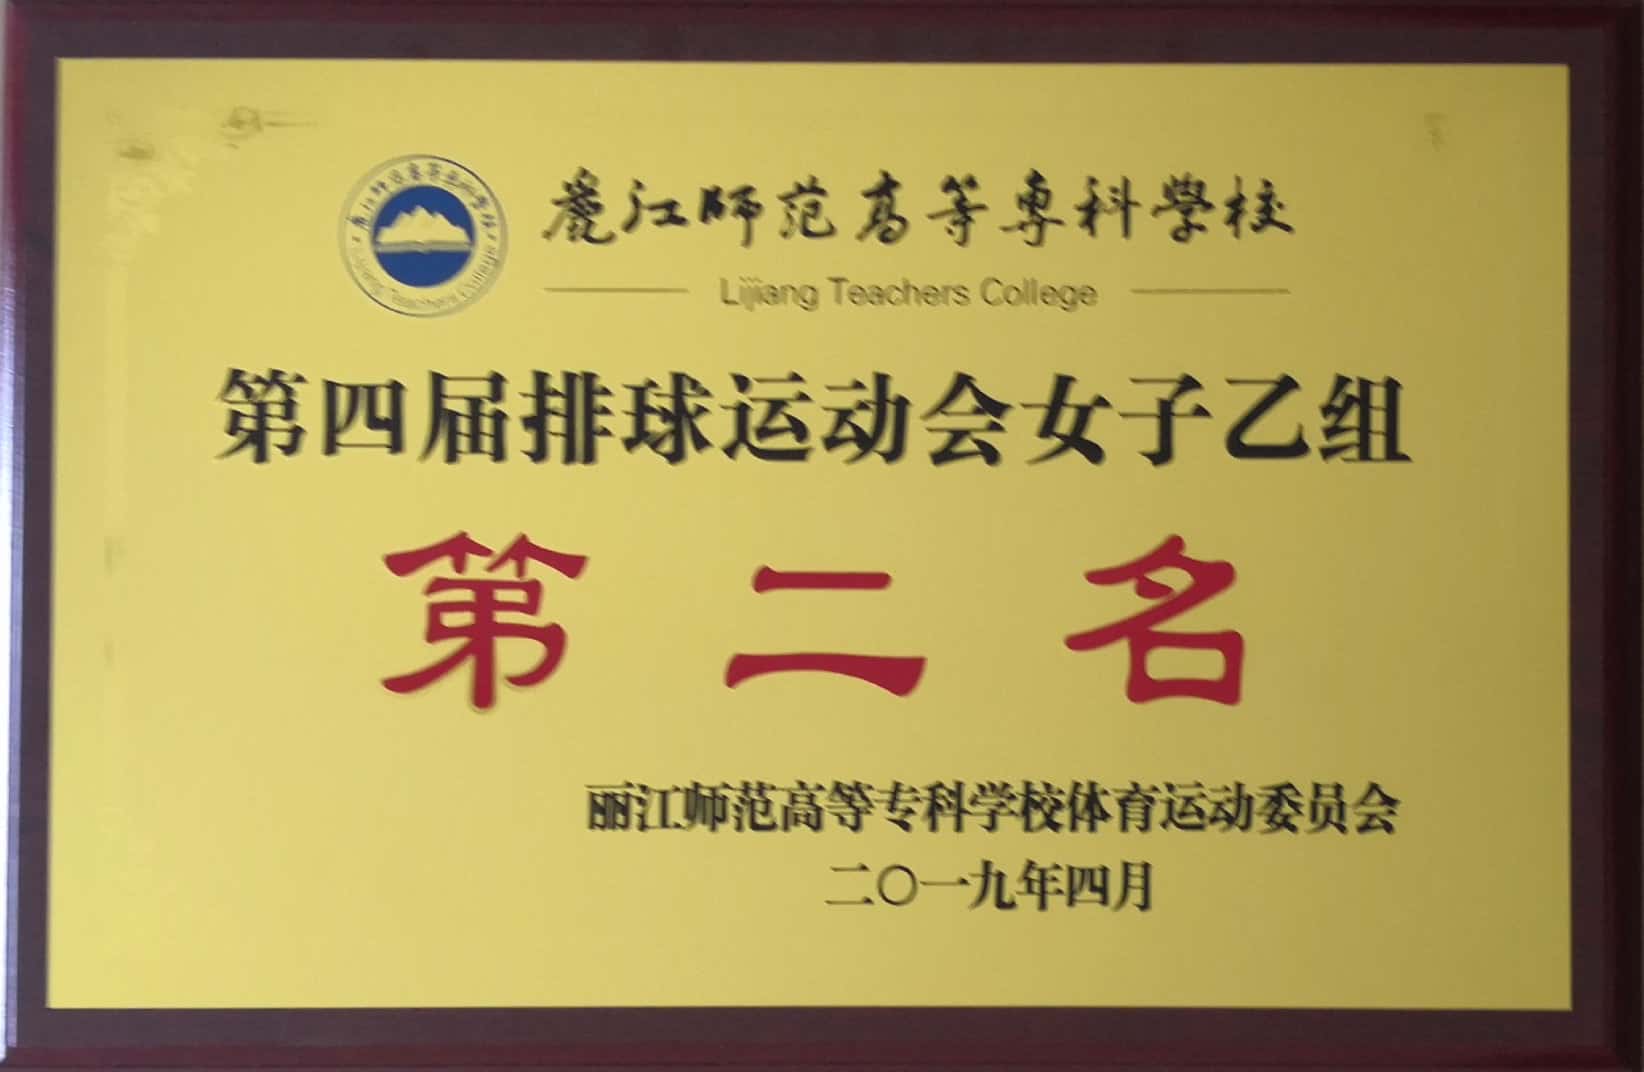 麗江師范高等專科學校
Lijiang Teachers College
第四届排球运动会女子乙组
第二名
丽江师范高等专科学校体育运动委员会
二〇一九年四月